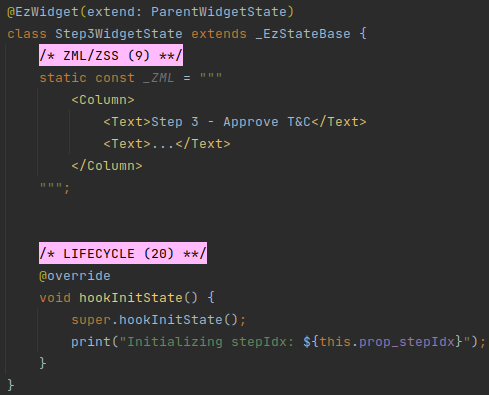 @EzWidget(extend: ParentWidgetState)
class Step3WidgetState extends _EzStateBase {
    /* ZML/ZSS (9) **/
    static const _ZML = """
        <Column>
            <Text>Step 3 - Approve T&C</Text>
            <Text>...</Text>
        </Column>
    """;
    /* LIFECYCLE (20) **/
    @override
    void hookInitState() {
        super.hookInitState();
        print("Initializing stepIdx: ${this.prop_stepIdx}");
    }
}